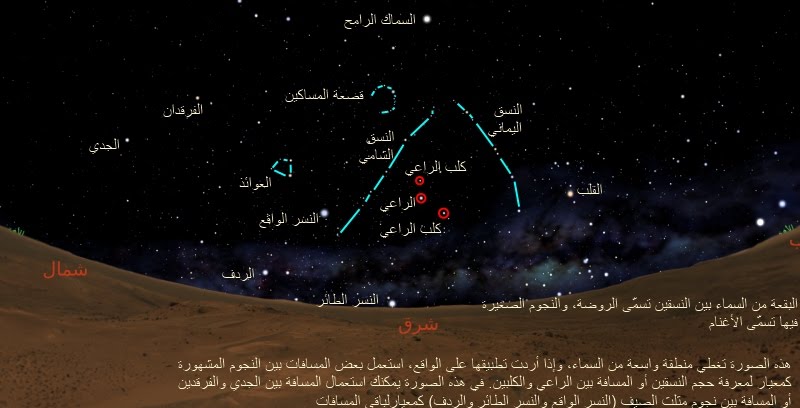 السماك الرامح
قصعة المساكين
النسق
اليماني
الفرقدان
النسق
الشامي
الجدي
كلب الراعي
العوائذ
القلب
الراعي
النسر الواقع
كلب الراعي
شمال
الردف
النسر الطائر
شرق
البقعة من السماء بين النسقين تسمّى الروضة، والنجوم الصغيرة
فيها تسمّى الأغنام
هذه الصورة تغطي منطقة واسعة من السماء، وإذا أردت تطبيقها على الواقع، استعمل بعض المسافات بين النجوم المشهورة
كمعيار لمعرفة حجم النسقين أو المسافة بين الراعي والكلبين. في هذه الصورة يمكنك استعمال المسافة بين الجدي والفرقدين
أو المسافة بين نجوم مثلث الصيف (النسر الواقع والنسر الطائر والردف) كمعيارلباقي المسافات